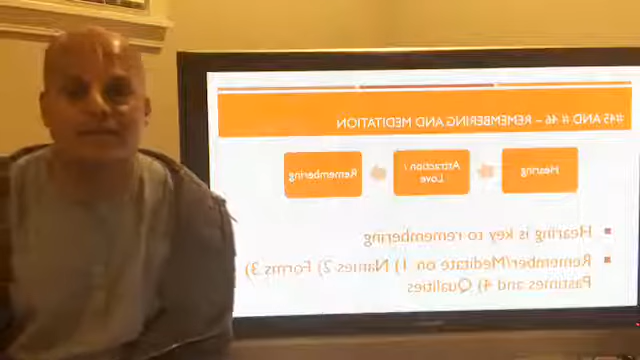 #45 AND # 46 – REMEMBERING AND MEDITATION
Hearing
Attraction /
Love
Remembering
Hearing is key to remembering
Remember/Meditate on 1) Names 2) Forms 3)
Pastimes and 4) Qualities